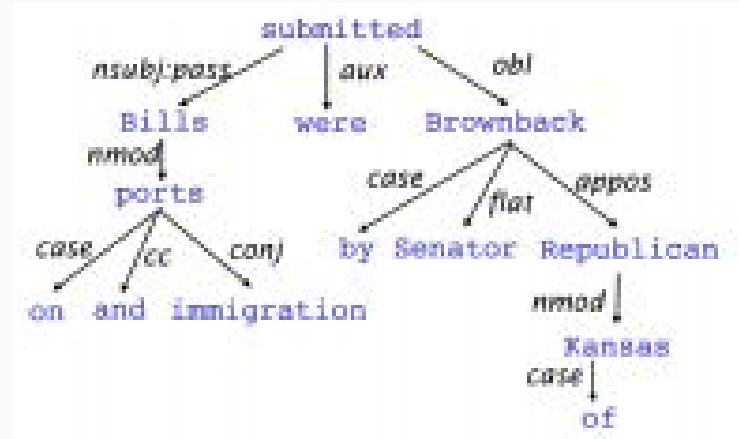 submitted
nsubj:pass aux obl
Bills were Brownback
nmod
ports
case flat appos
case cc conj
by Senator Republican
on and immigration
nmod
Kansas
case
of